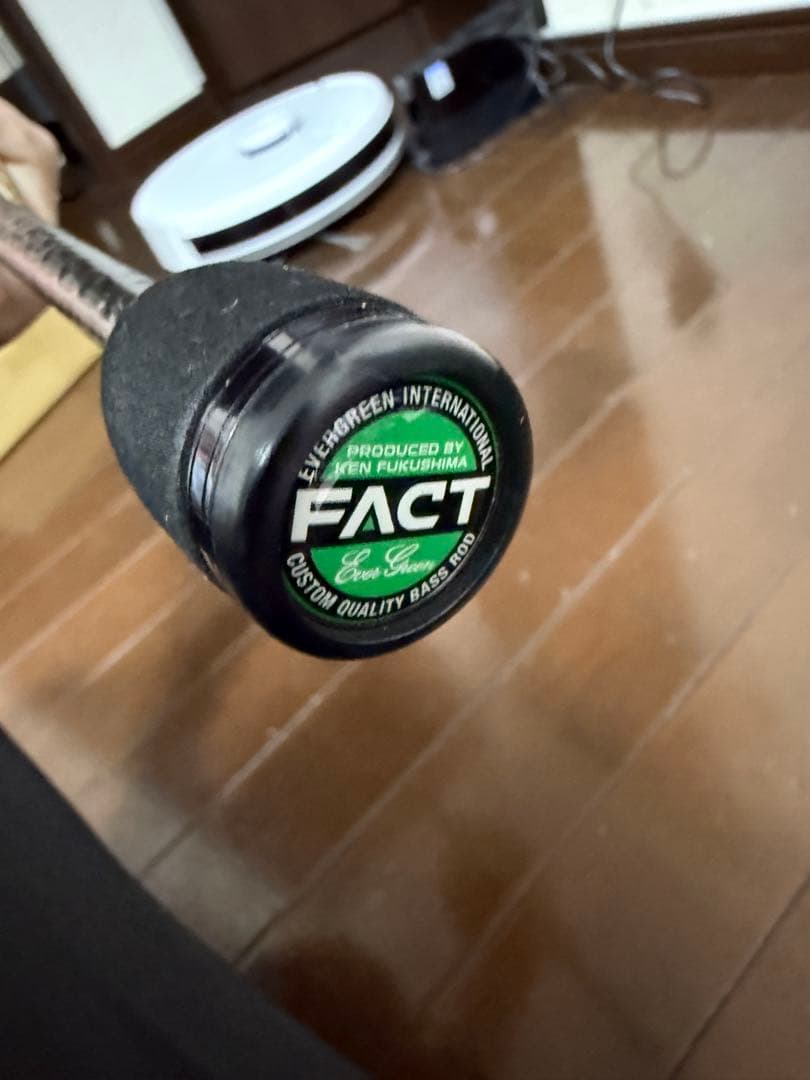 EVERGREEN INTERNATIONAL
PRODUCED BY
KEN FUKUSHIMA
FACT
Ever Green
CUSTOM QUALITY BASS ROD